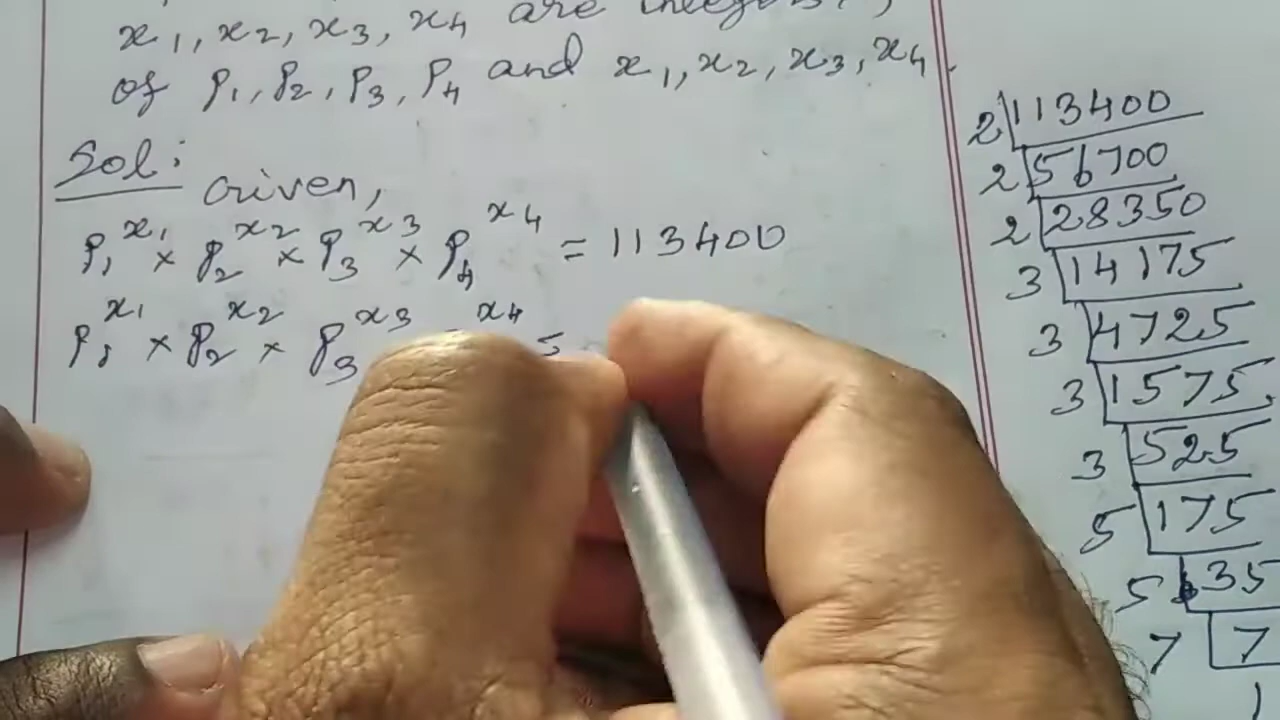 x₁, x₂, x₃, x₄ are integers,
of p₁, p₂, p₃, p₄ and x₁, x₂, x₃, x₄.
Sol:
Given,
p₁^x₁ × p₂^x₂ × p₃^x₃ × p₄^x₄ = 113400
p₁^x₁ × p₂^x₂ × p₃^x₃ x₄
2 113400
2 56700
2 28350
3 14175
3 4725
3 1575
3 525
5 175
5 35
7 7
1